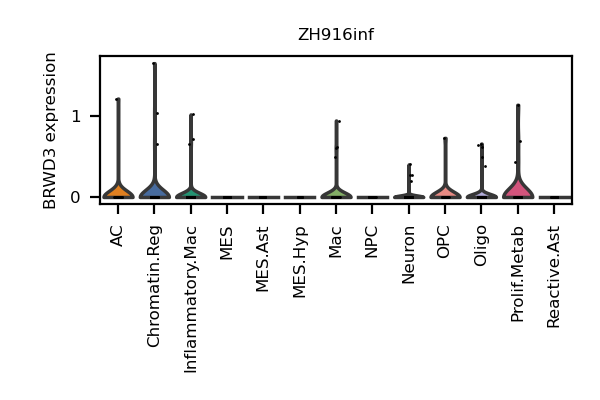 ZH916inf
BRWD3 expression
1
0
AC
Chromatin.Reg
Inflammatory.Mac
MES
MES.Ast
MES.Hyp
Mac
NPC
Neuron
OPC
Oligo
Prolif.Metab
Reactive.Ast